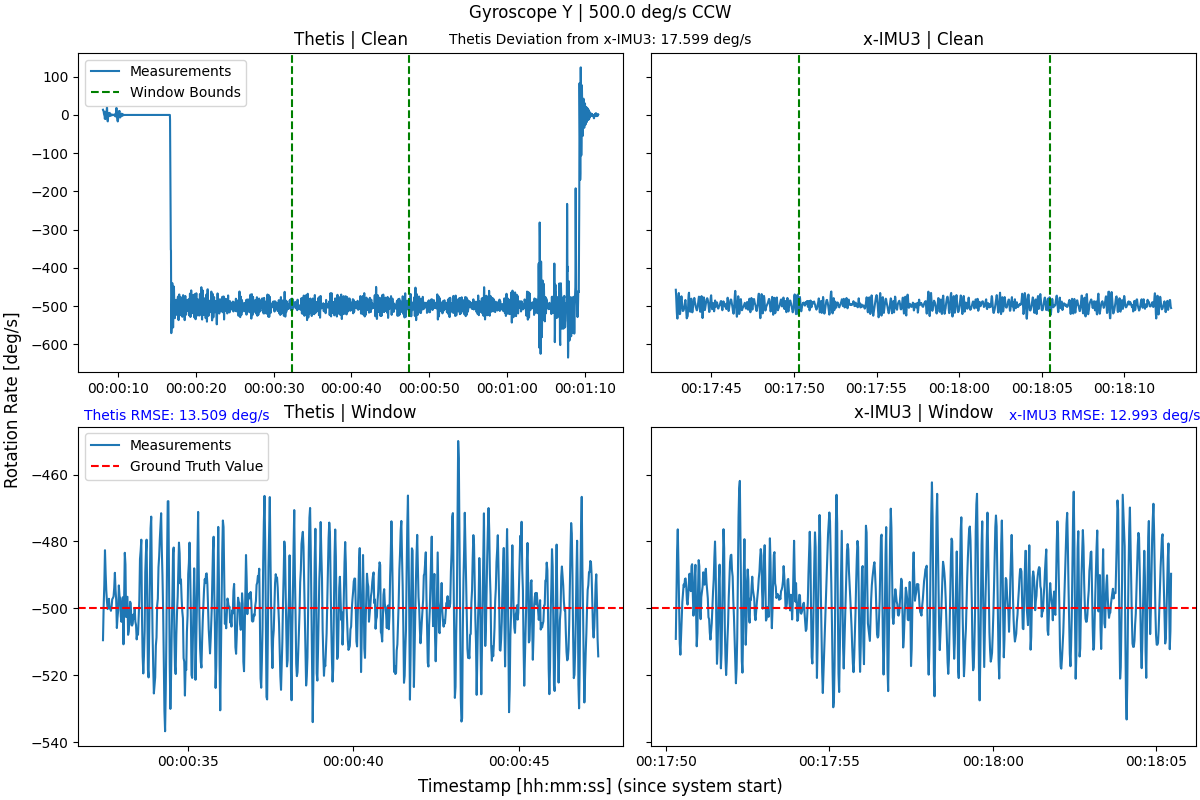 Gyroscope Y | 500.0 deg/s CCW
Thetis | Clean
Thetis Deviation from x-IMU3: 17.599 deg/s
x-IMU3 | Clean
Measurements
Window Bounds
100
0
−100
−200
−300
−400
−500
−600
00:00:10 00:00:20 00:00:30 00:00:40 00:00:50 00:01:00 00:01:10
00:17:45 00:17:50 00:17:55 00:18:00 00:18:05 00:18:10
Rotation Rate [deg/s]
Thetis RMSE: 13.509 deg/s
Thetis | Window
x-IMU3 | Window
x-IMU3 RMSE: 12.993 deg/s
Measurements
Ground Truth Value
−460
−480
−500
−520
−540
00:00:35 00:00:40 00:00:45
00:17:50 00:17:55 00:18:00 00:18:05
Timestamp [hh:mm:ss] (since system start)